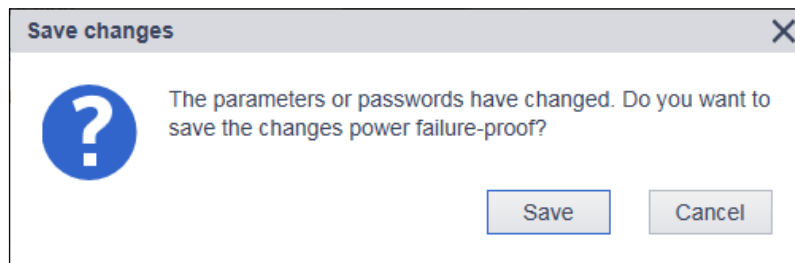 Save changes
The parameters or passwords have changed. Do you want to
save the changes power failure-proof?
Save
Cancel